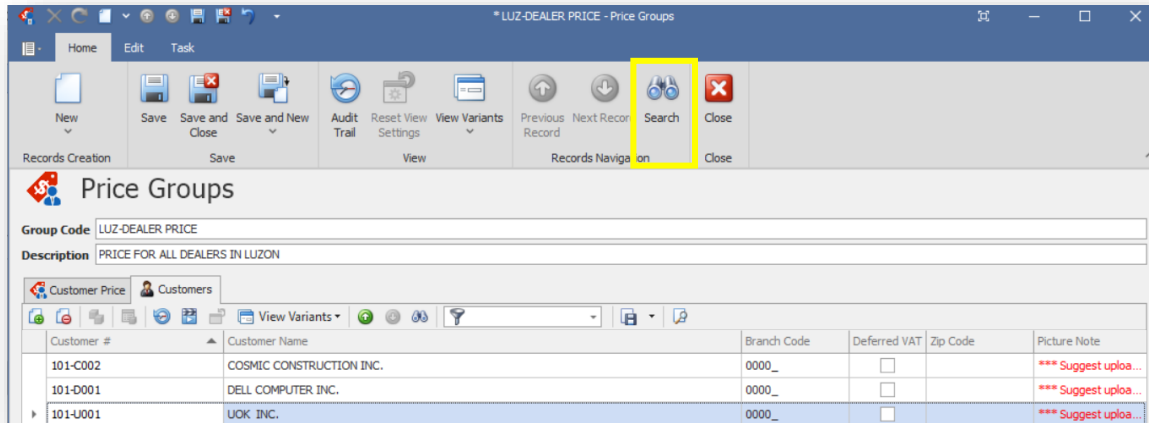 * LUZ-DEALER PRICE - Price Groups
Home Edit Task
New Save Save and Close Save and New Audit Trail Reset View Settings View Variants Previous Record Next Recor Search Close
Records Creation Save View Records Navigation Close
Price Groups
Group Code LUZ-DEALER PRICE
Description PRICE FOR ALL DEALERS IN LUZON
Customer Price Customers
View Variants
Customer # Customer Name Branch Code Deferred VAT Zip Code Picture Note
101-C002 COSMIC CONSTRUCTION INC. 0000_ *** Suggest uploa...
101-D001 DELL COMPUTER INC. 0000_ *** Suggest uploa...
101-U001 UOK INC. 0000_ *** Suggest uploa...